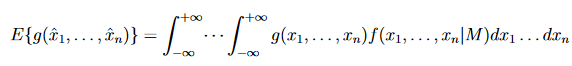 E{g(x̂₁, . . . , x̂ₙ)} = ∫₋∞⁺∞ ⋯ ∫₋∞⁺∞ g(x₁, . . . , xₙ)f(x₁, . . . , xₙ|M)dx₁ . . . dxₙ